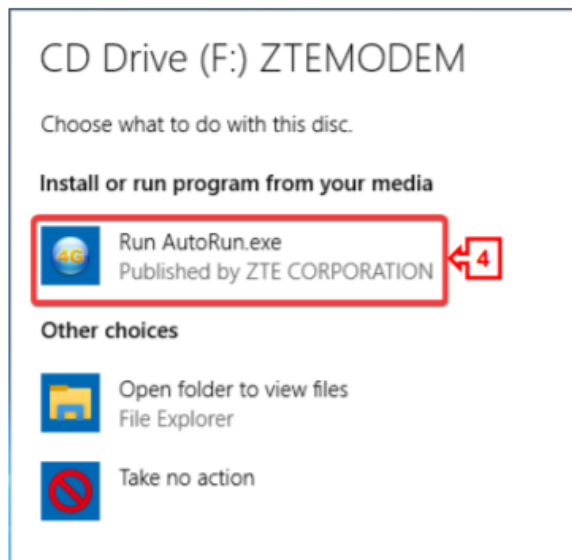 CD Drive (F:) ZTEMODEM
Choose what to do with this disc.
Install or run program from your media
4G
Run AutoRun.exe
Published by ZTE CORPORATION
4
Other choices
Open folder to view files
File Explorer
Take no action